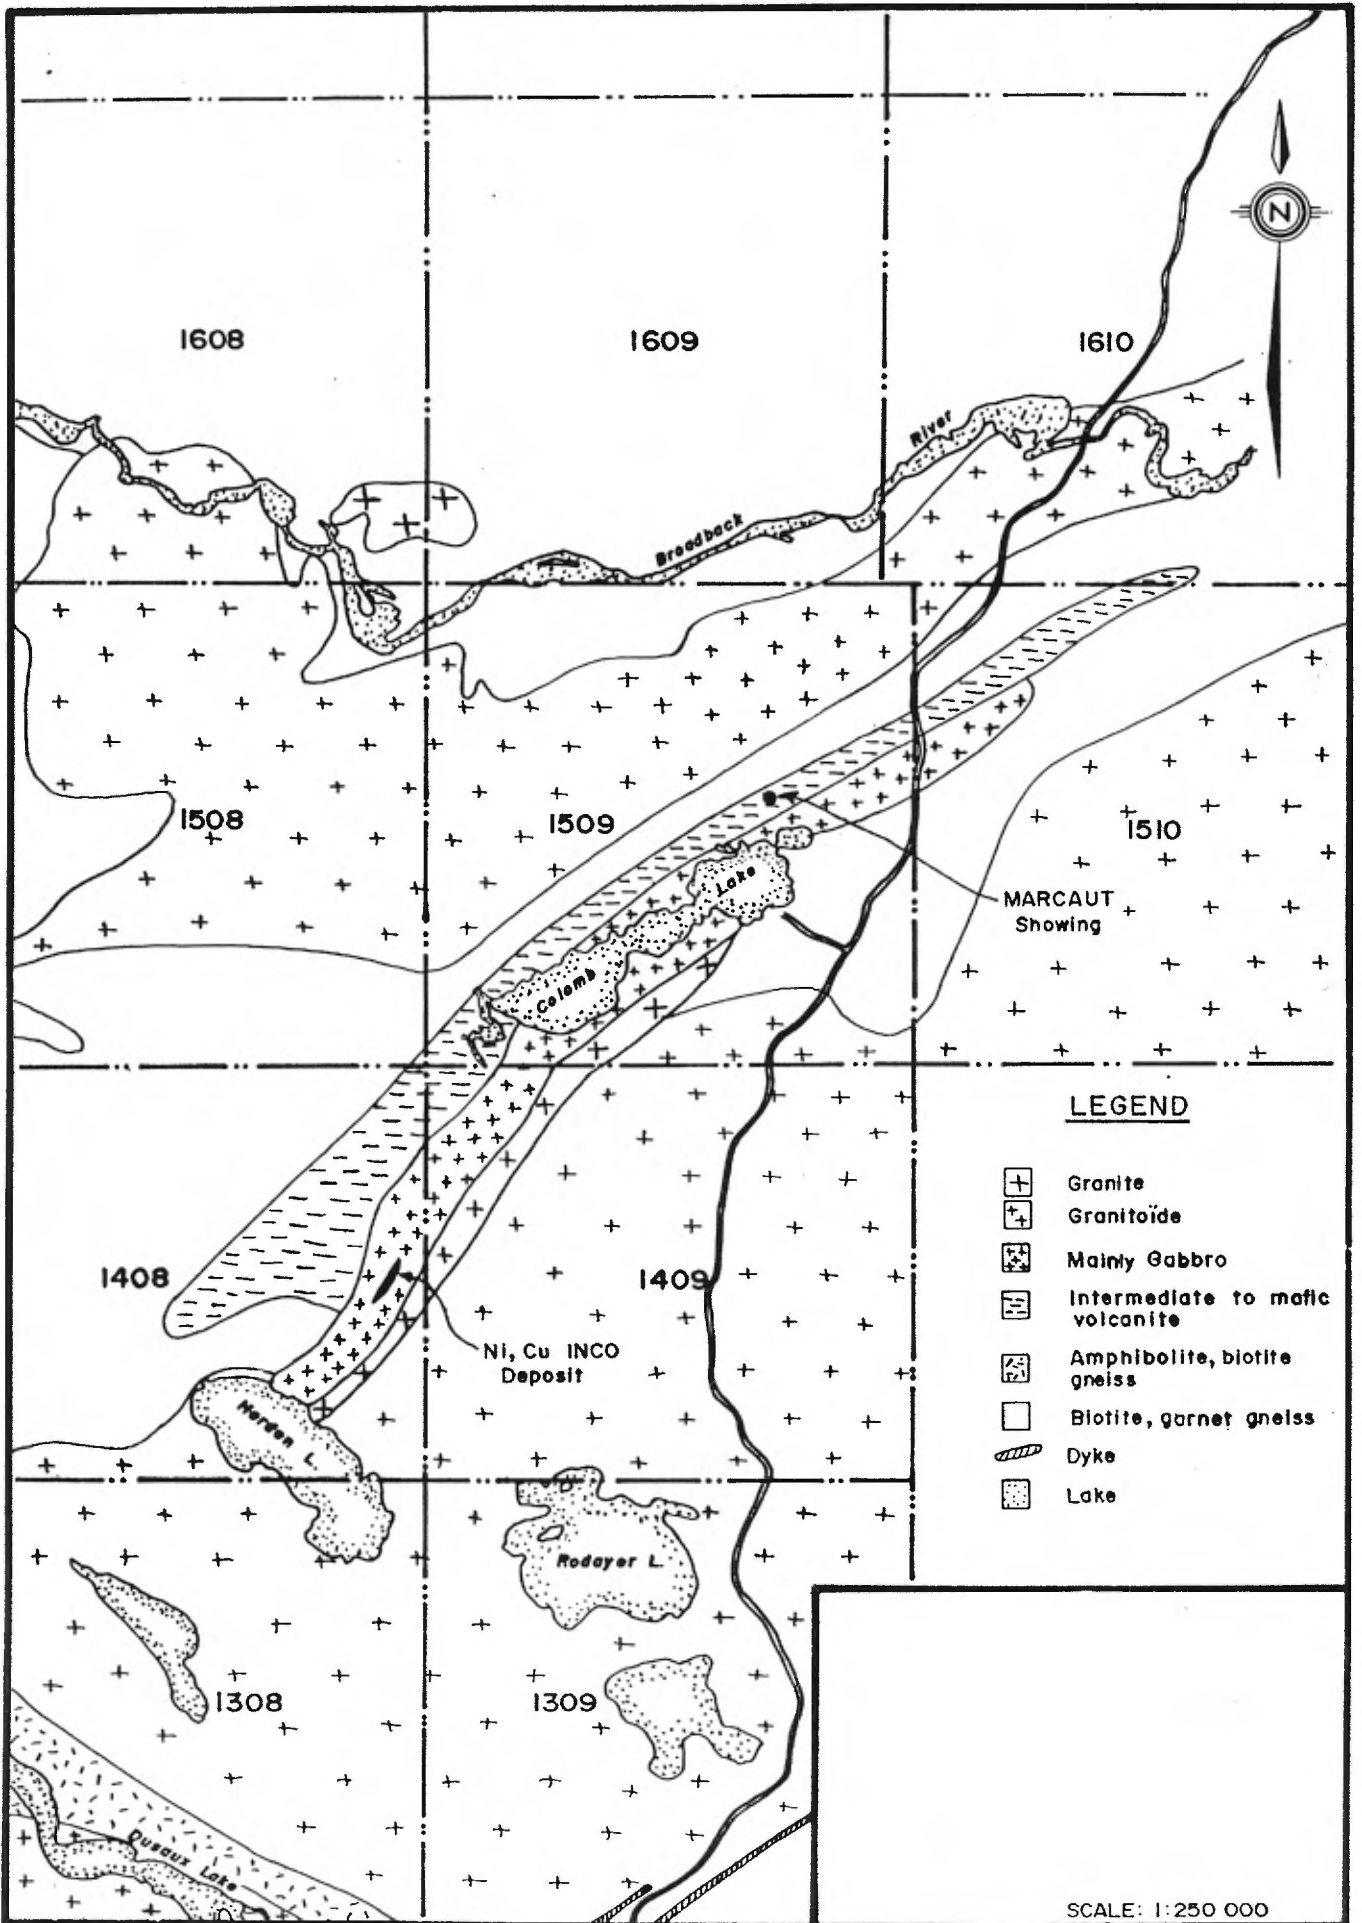 N
1608
1609
1610
River
Broadback
1508
1509
1510
Lake
MARCAUT
Showing
Colomb
LEGEND
Granite
Granitoïde
1408
1409
Mainly Gabbro
Intermediate to mafic
volcanite
Ni, Cu INCO
Deposit
Amphibolite, biotite
gneiss
Biotite, garnet gneiss
Dyke
Lake
L.
Rodayer L.
1308
1309
Lake
SCALE: 1:250 000